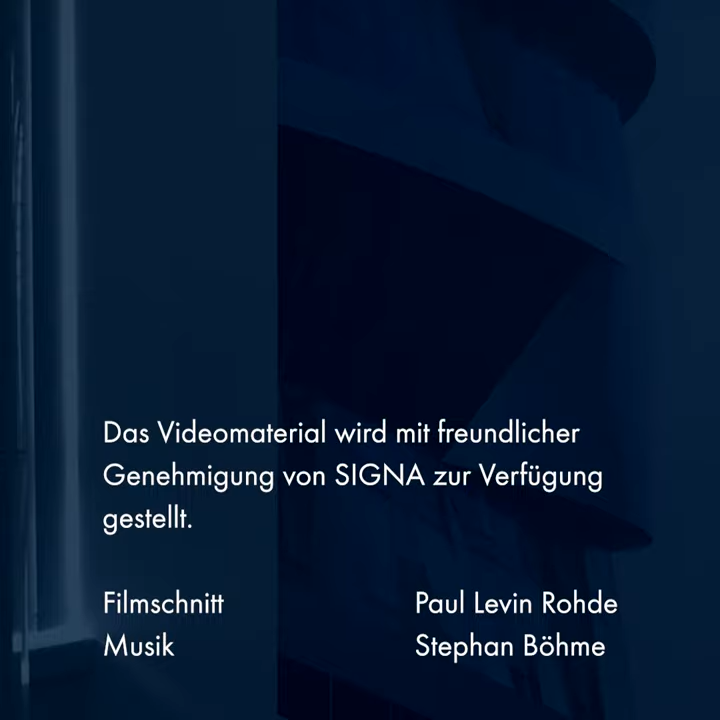 Das Videomaterial wird mit freundlicher
Genehmigung von SIGNA zur Verfügung
gestellt.
Filmschnitt Paul Levin Rohde
Musik Stephan Böhme